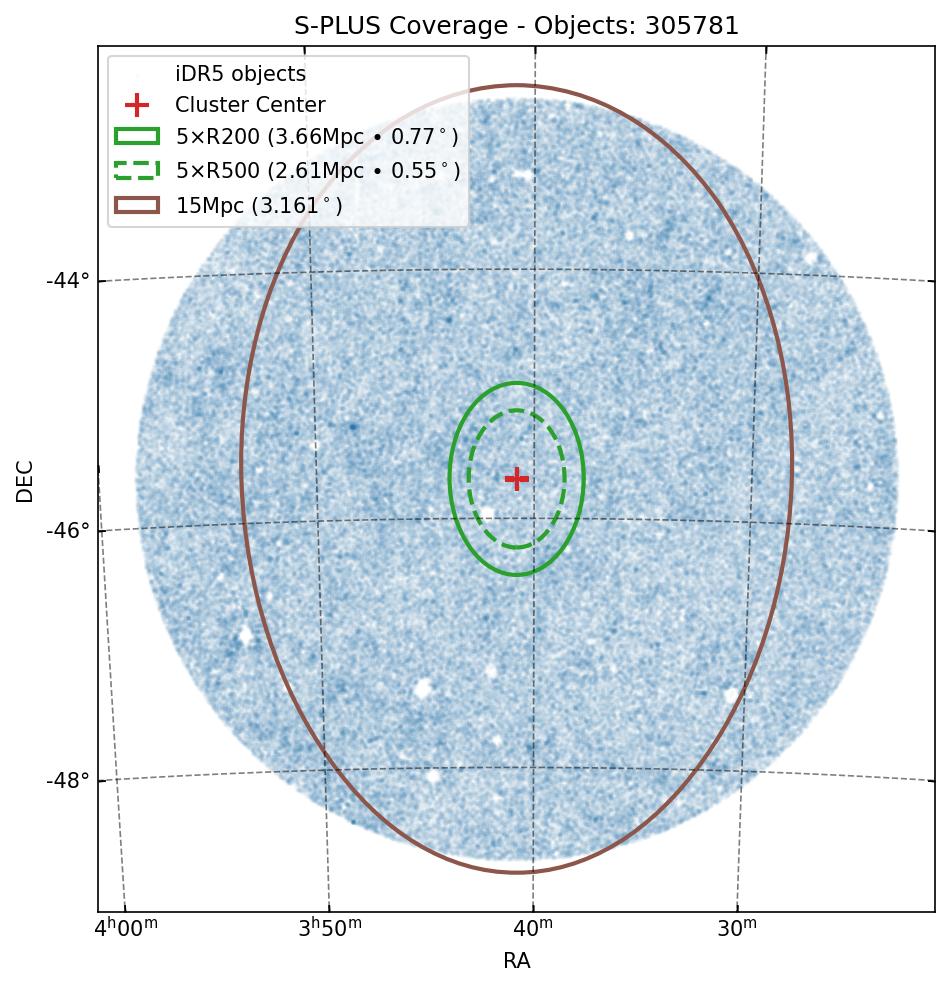 S-PLUS Coverage - Objects: 305781
iDR5 objects
Cluster Center
5×R200 (3.66Mpc • 0.77°)
5×R500 (2.61Mpc • 0.55°)
15Mpc (3.161°)
-44°
-46°
-48°
DEC
4ʰ00ᵐ 3ʰ50ᵐ 40ᵐ 30ᵐ
RA